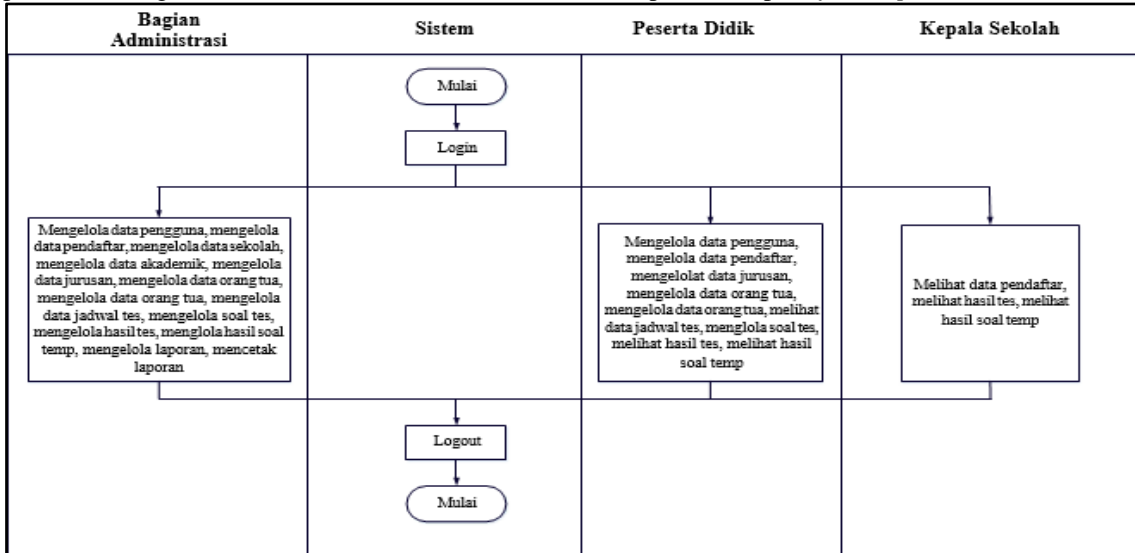 Bagian
Administrasi
Sistem
Peserta Didik
Kepala Sekolah
Mulai
Login
Mengelola data pengguna, mengelola
data pendaftar, mengelola data sekolah,
mengelola data akademik, mengelola
data jurusan, mengelola data orang tua,
mengelola data orang tua, mengelola
data jadwal tes, mengelola soal tes,
mengelola hasil tes, menglola hasil soal
temp, mengelola laporan, mencetak
laporan
Mengelola data pengguna,
mengelola data pendaftar,
mengelolat data jurusan,
mengelola data orang tua,
mengelola data orang tua, melihat
data jadwal tes, menglola soal tes,
melihat hasil tes, melihat hasil
soal temp
Melihat data pendaftar,
melihat hasil tes, melihat
hasil soal temp
Logout
Mulai